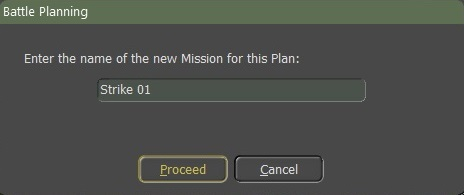 Battle Planning
Enter the name of the new Mission for this Plan:
Strike 01
Proceed
Cancel